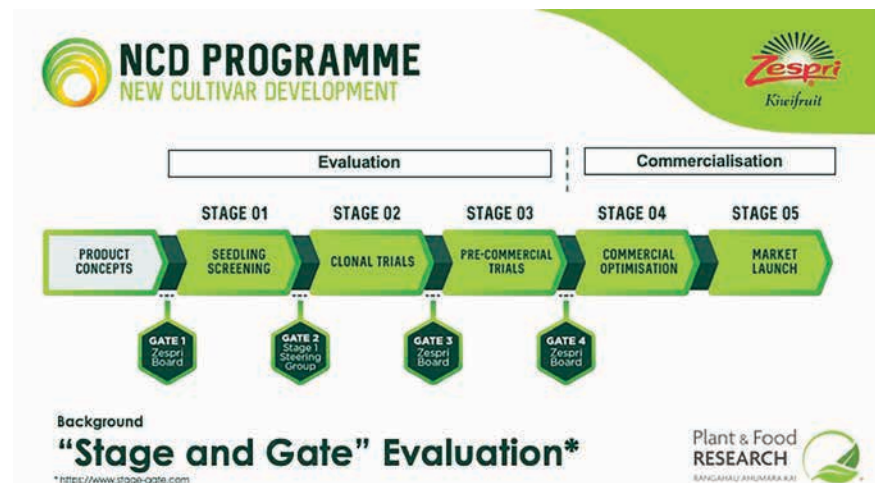 NCD PROGRAMME
NEW CULTIVAR DEVELOPMENT
Zespri
Kiwifruit
Evaluation
Commercialisation
STAGE 01
STAGE 02
STAGE 03
STAGE 04
STAGE 05
PRODUCT
CONCEPTS
SEEDLING
SCREENING
CLONAL TRIALS
PRE-COMMERCIAL
TRIALS
COMMERCIAL
OPTIMISATION
MARKET
LAUNCH
GATE 1
Zespri
Board
GATE 2
Stage 1
Steering
Group
GATE 3
Zespri
Board
GATE 4
Zespri
Board
Background
“Stage and Gate” Evaluation*
* https://www.stage-gate.com
Plant & Food
RESEARCH
RANGAHAU AHUMARA KAI